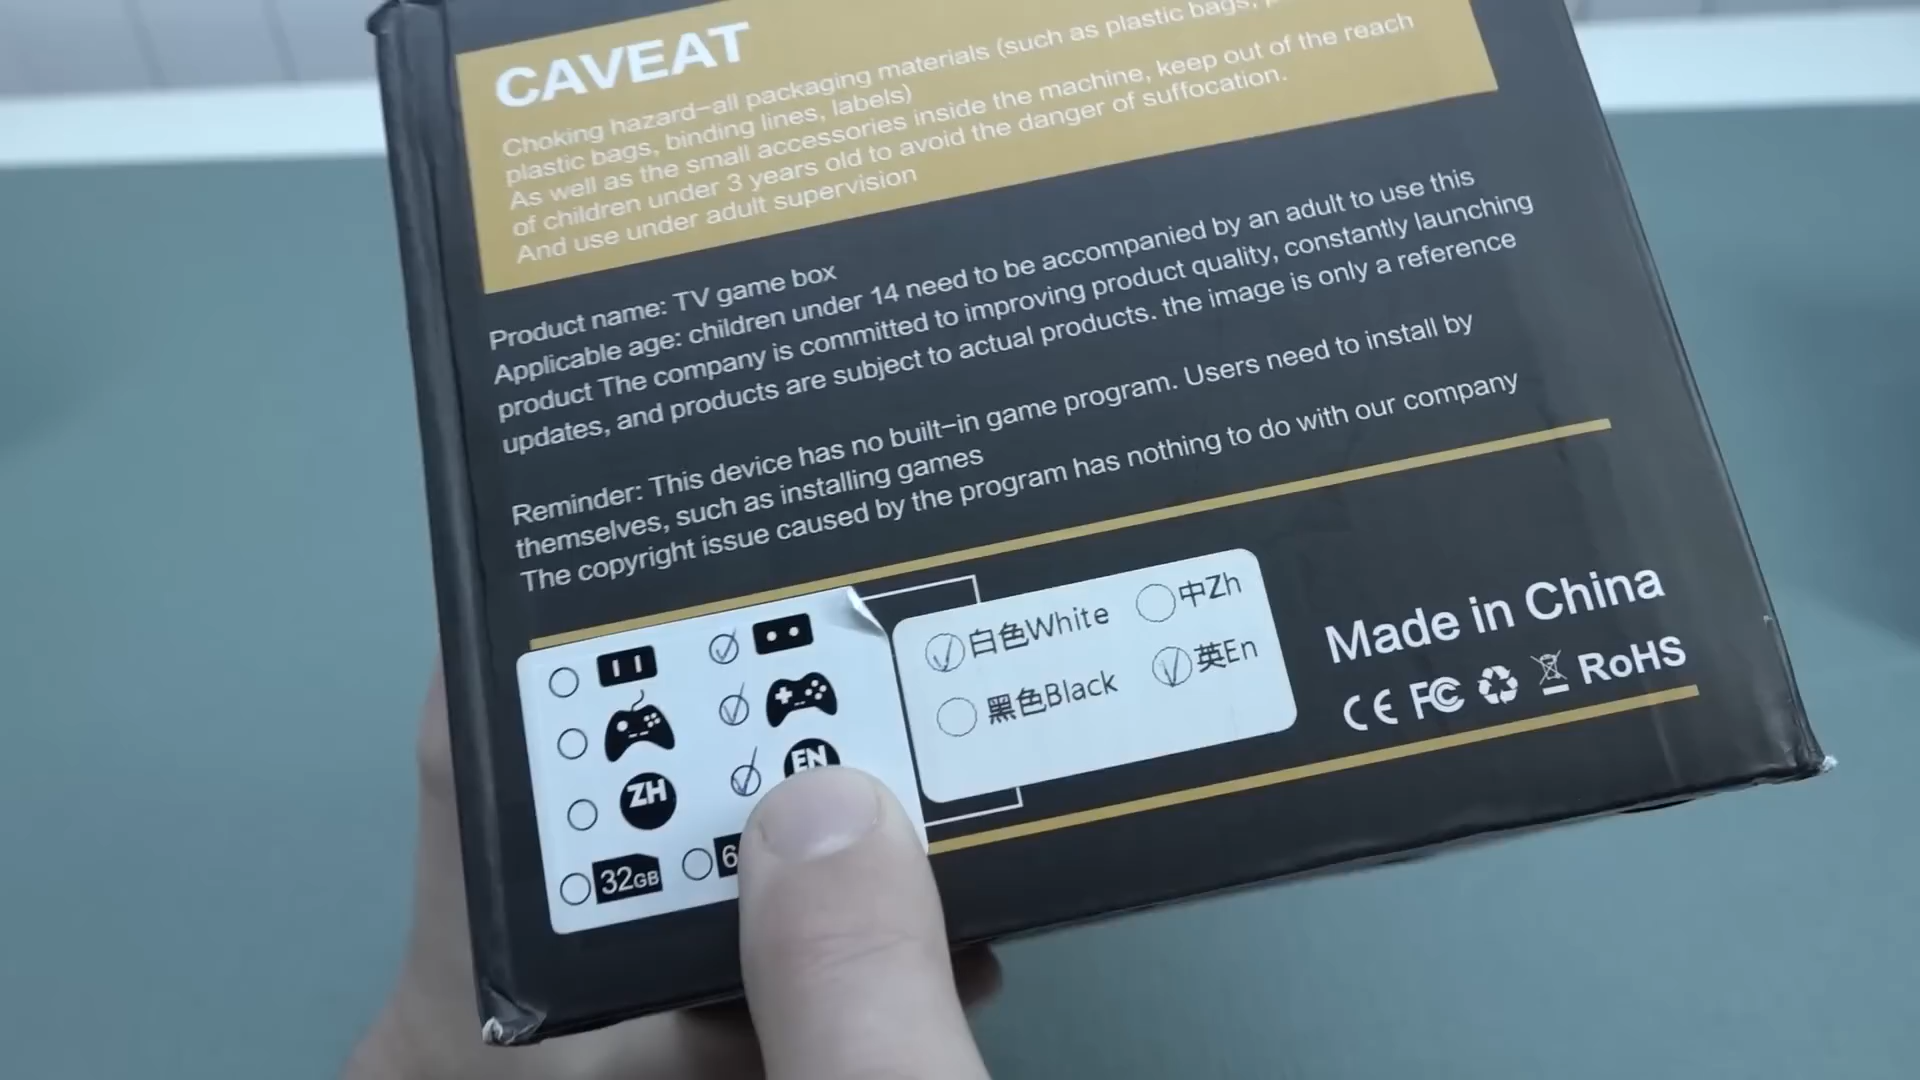 CAVEAT
Choking hazard-all packaging materials (such as plastic bags,
plastic bags, binding lines, labels)
As well as the small accessories inside the machine, keep out of the reach
of children under 3 years old to avoid the danger of suffocation.
And use under adult supervision
Product name: TV game box
Applicable age: children under 14 need to be accompanied by an adult to use this
product The company is committed to improving product quality, constantly launching
updates, and products are subject to actual products. the image is only a reference
Reminder: This device has no built-in game program. Users need to install by
themselves, such as installing games
The copyright issue caused by the program has nothing to do with our company
ZH
EN
32GB
白色White
中Zh
黑色Black
英En
Made in China
CE FC RoHS